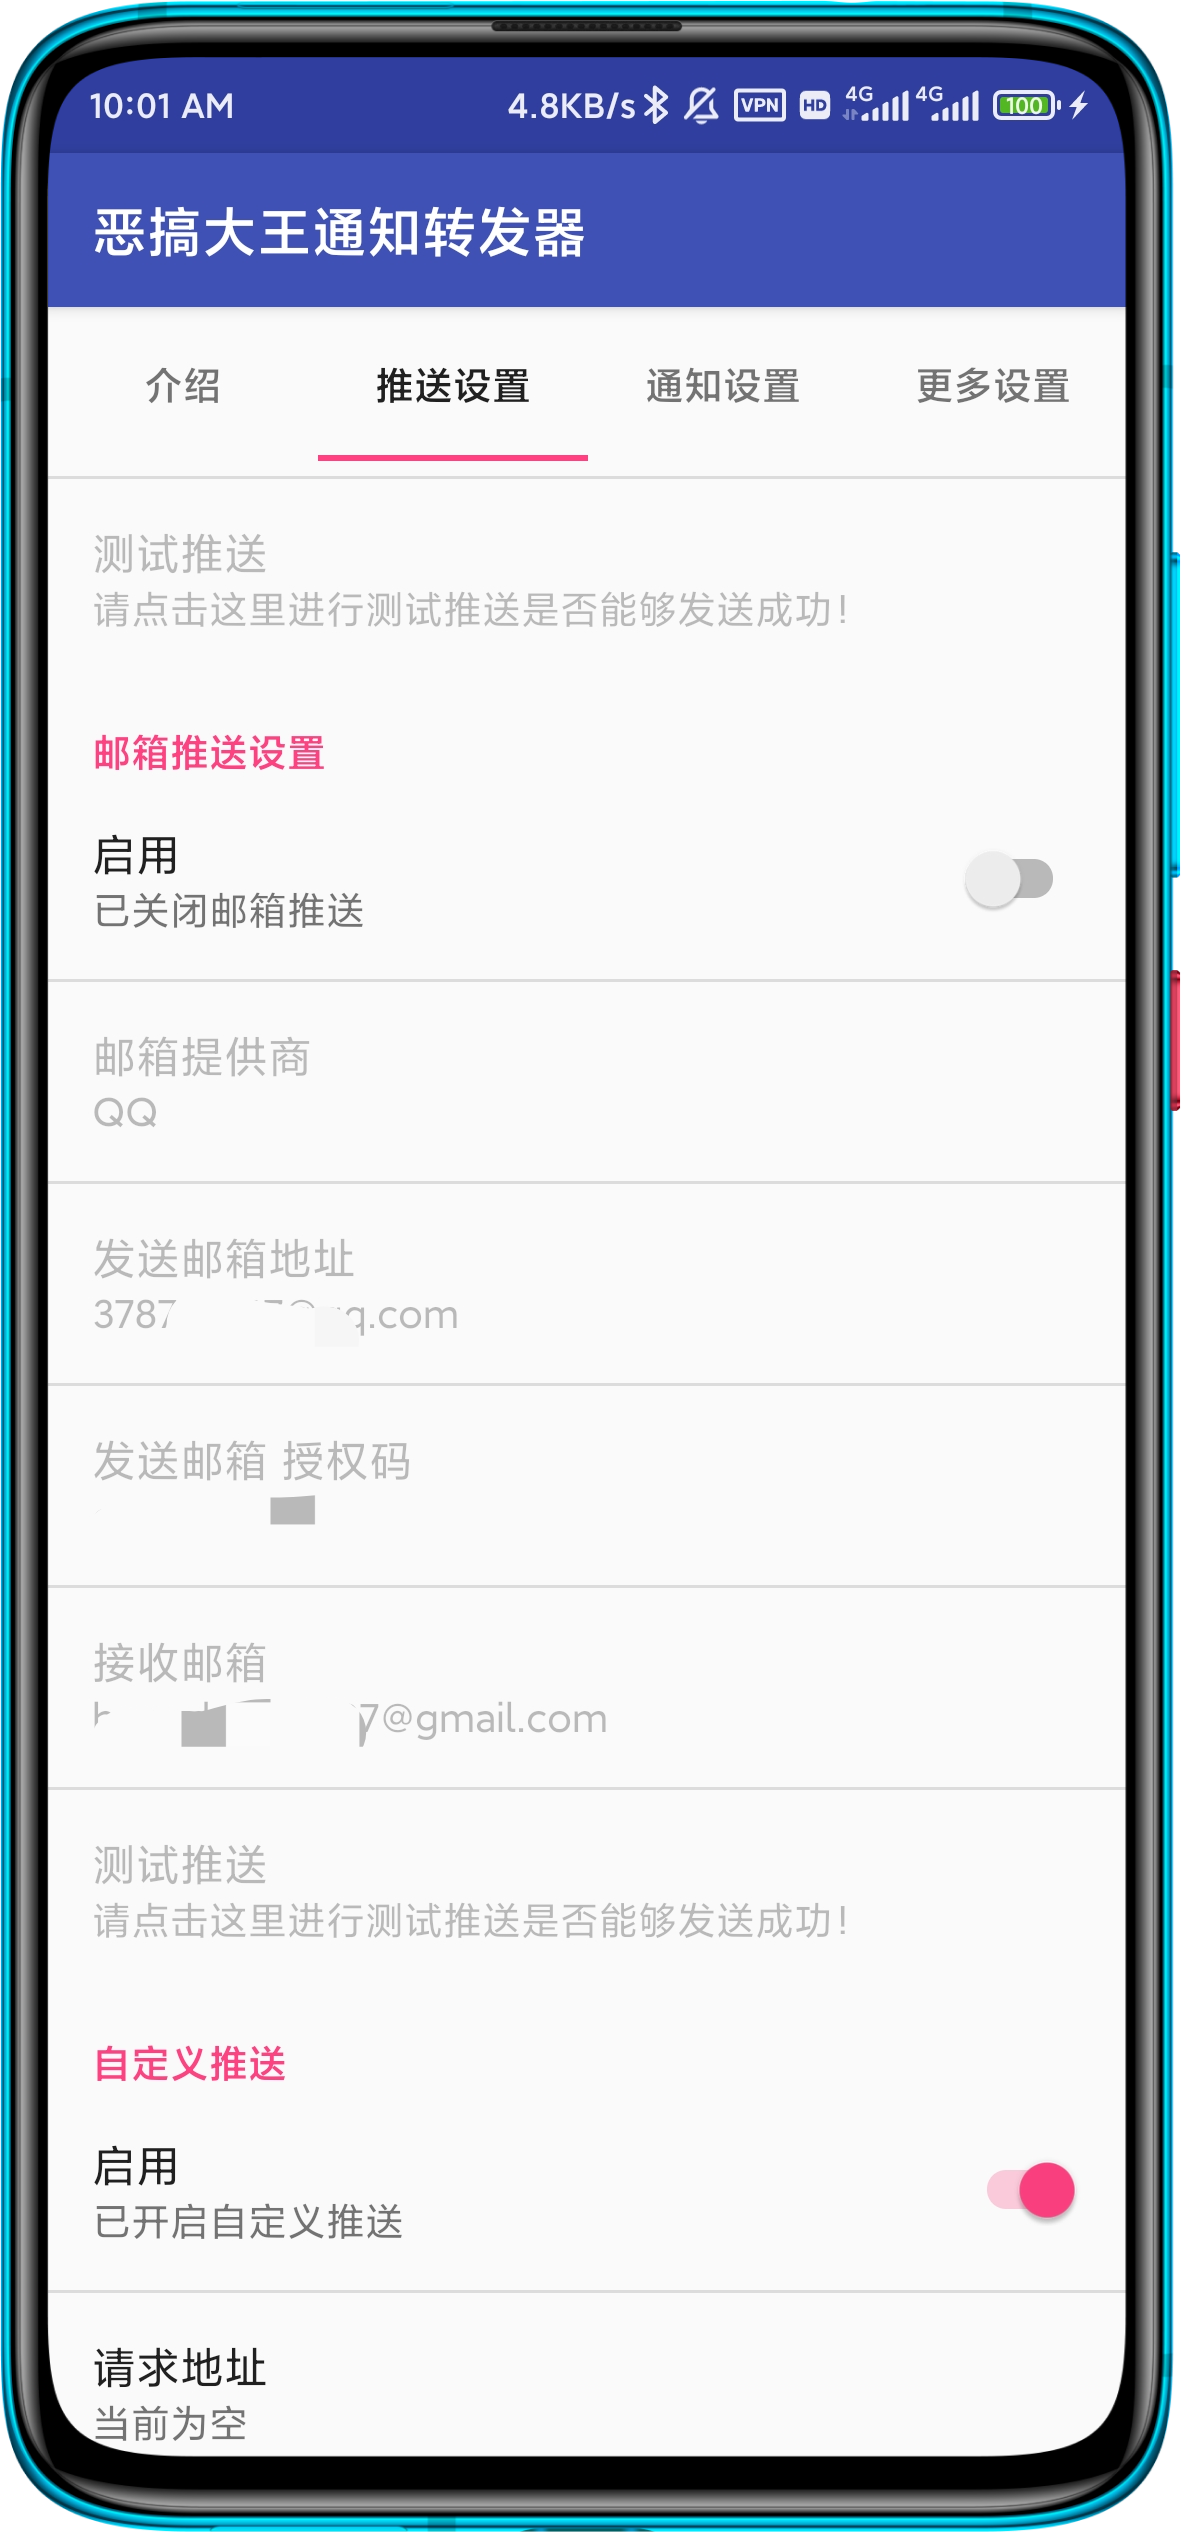 10:01 AM 4.8KB/s VPN HD 4G 4G 100
恶搞大王通知转发器
介绍 推送设置 通知设置 更多设置
测试推送
请点击这里进行测试推送是否能够发送成功！
邮箱推送设置
启用
已关闭邮箱推送
邮箱提供商
QQ
发送邮箱地址
3787 q.com
发送邮箱 授权码
接收邮箱
7@gmail.com
测试推送
请点击这里进行测试推送是否能够发送成功！
自定义推送
启用
已开启自定义推送
请求地址
当前为空